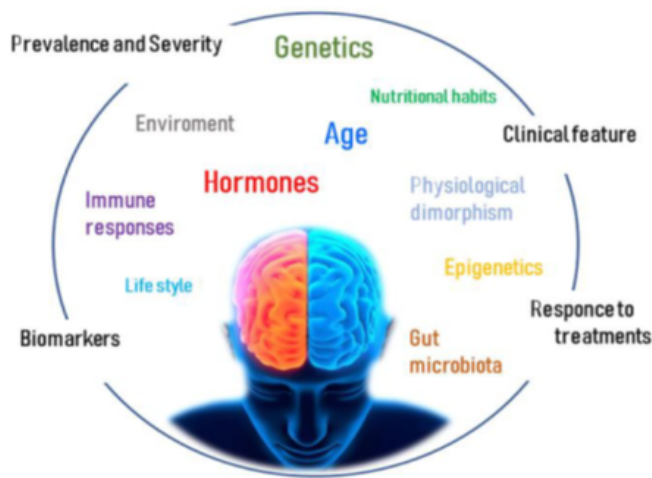 Prevalence and Severity
Genetics
Nutritional habits
Enviroment
Age
Clinical feature
Hormones
Physiological
dimorphism
Immune
responses
Epigenetics
Life style
Responce to
treatments
Biomarkers
Gut
microbiota